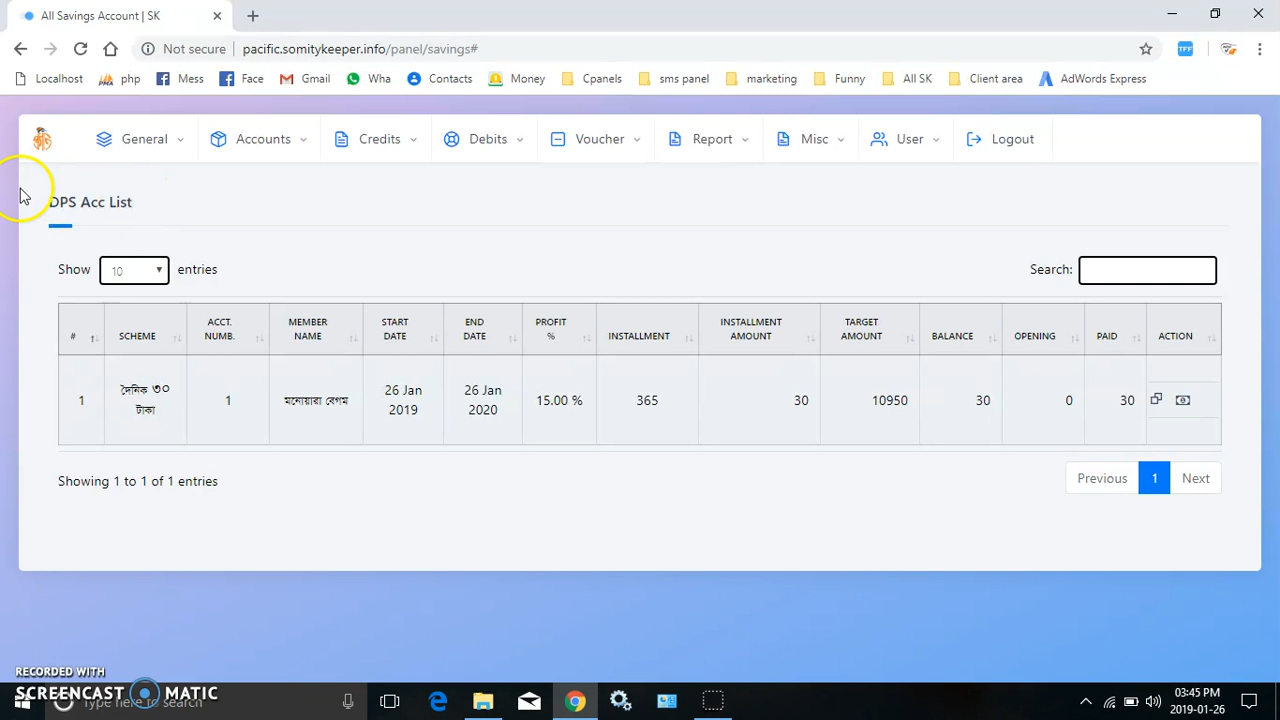 All Savings Account | SK
Not secure | pacific.somitykeeper.info/panel/savings#
Localhost php Mess Face Gmail Wha Contacts Money Cpanels sms panel marketing Funny All SK Client area AdWords Express
TFF
General Accounts Credits Debits Voucher Report Misc User Logout
DPS Acc List
Show 10 entries Search:
# SCHEME ACCT. NUMB. MEMBER NAME START DATE END DATE PROFIT % INSTALLMENT INSTALLMENT AMOUNT TARGET AMOUNT BALANCE OPENING PAID ACTION
1 দৈনিক ৩০ টাকা 1 মনোয়ারা বেগম 26 Jan 2019 26 Jan 2020 15.00 % 365 30 10950 30 0 30
Showing 1 to 1 of 1 entries
Previous 1 Next
RECORDED WITH
SCREENCAST MATIC
Type here to search
03:45 PM
2019-01-26